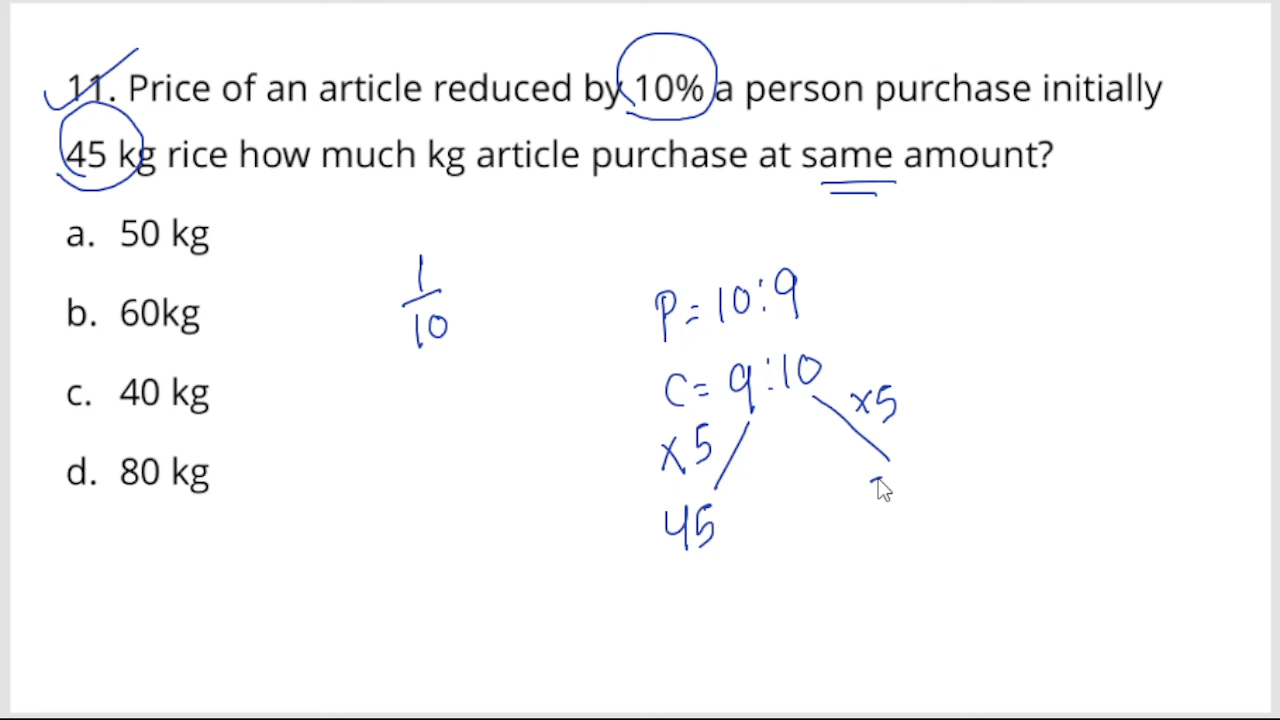 11. Price of an article reduced by 10% a person purchase initially
45 kg rice how much kg article purchase at same amount?
a. 50 kg
b. 60kg
c. 40 kg
d. 80 kg
1
10
P = 10:9
C = 9:10
x5
x5
45